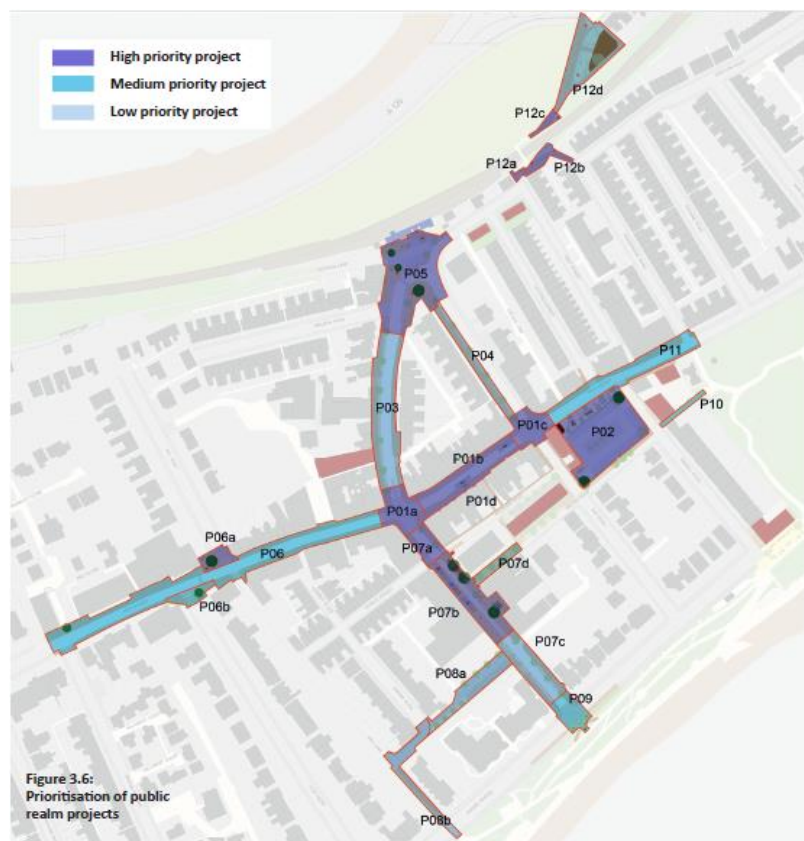 High priority project
Medium priority project
Low priority project
P12d
P12c
P12a
P12b
P05
P04
P11
P03
P10
P01c
P02
P01b
P01d
P01a
P06a
P07a
P06
P07d
P06b
P07b
P07c
P08a
P09
Figure 3.6:
Prioritisation of public
realm projects
P08b